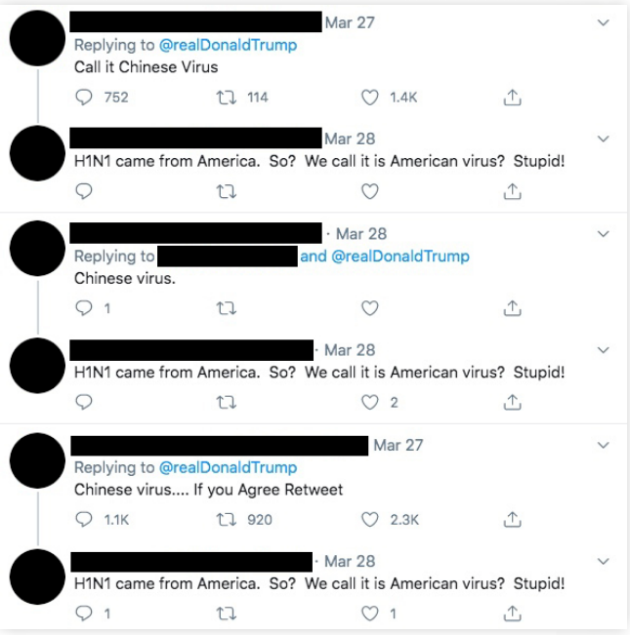 Mar 27
Replying to @realDonaldTrump
Call it Chinese Virus
752 114 1.4K
Mar 28
H1N1 came from America. So? We call it is American virus? Stupid!
· Mar 28
Replying to and @realDonaldTrump
Chinese virus.
1
· Mar 28
H1N1 came from America. So? We call it is American virus? Stupid!
2
Mar 27
Replying to @realDonaldTrump
Chinese virus.... If you Agree Retweet
1.1K 920 2.3K
· Mar 28
H1N1 came from America. So? We call it is American virus? Stupid!
1 1